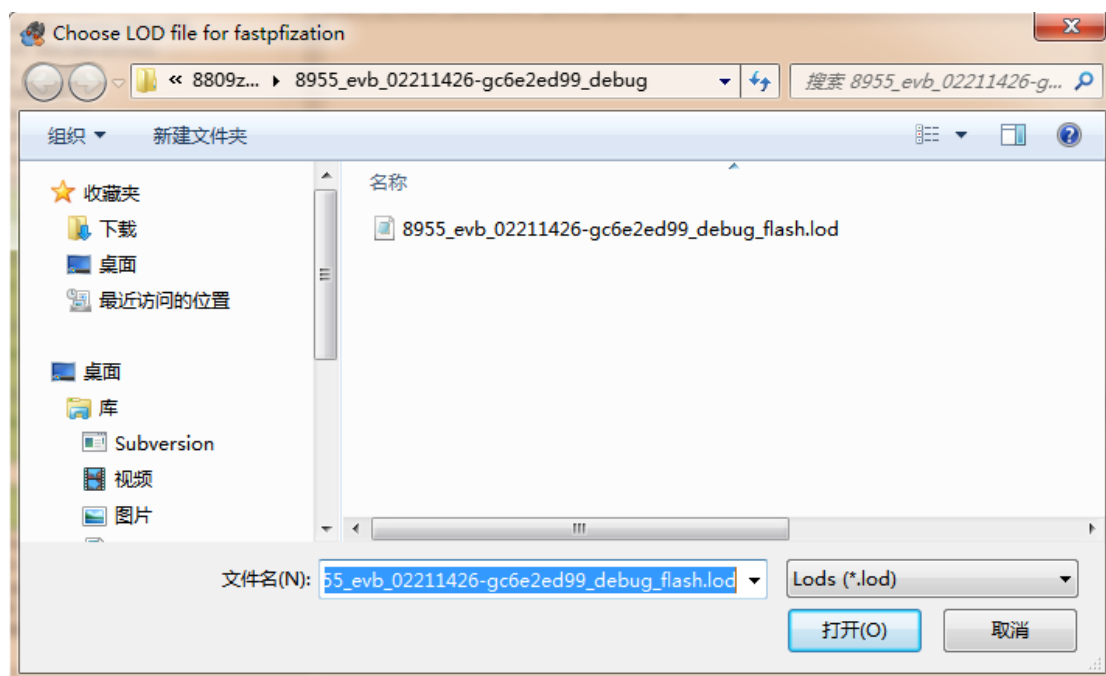 Choose LOD file for fastpfization
« 8809z... ▸ 8955_evb_02211426-gc6e2ed99_debug
搜索 8955_evb_02211426-g...
组织
新建文件夹
收藏夹
下载
桌面
最近访问的位置
桌面
库
Subversion
视频
图片
名称
8955_evb_02211426-gc6e2ed99_debug_flash.lod
文件名(N):
55_evb_02211426-gc6e2ed99_debug_flash.lod
Lods (*.lod)
打开(O)
取消